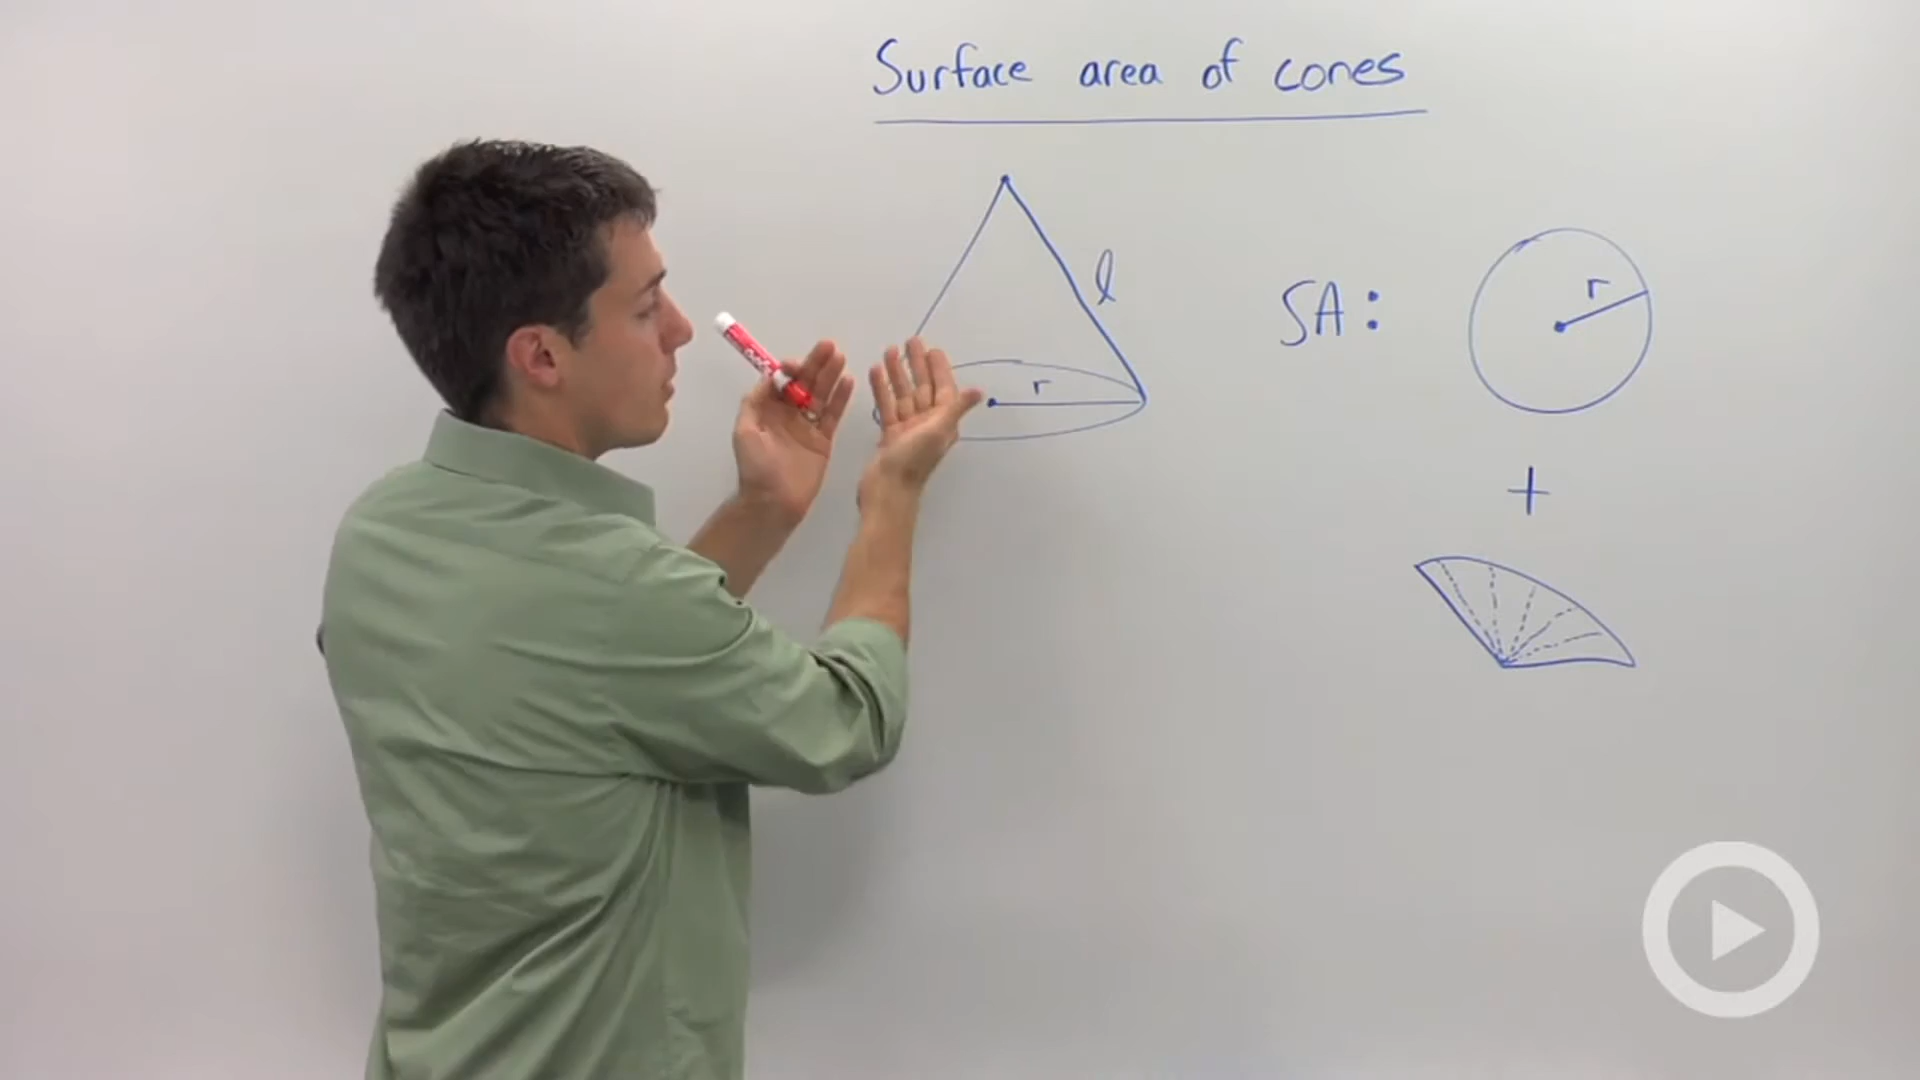 Surface area of cones
l
r
SA:
r
+